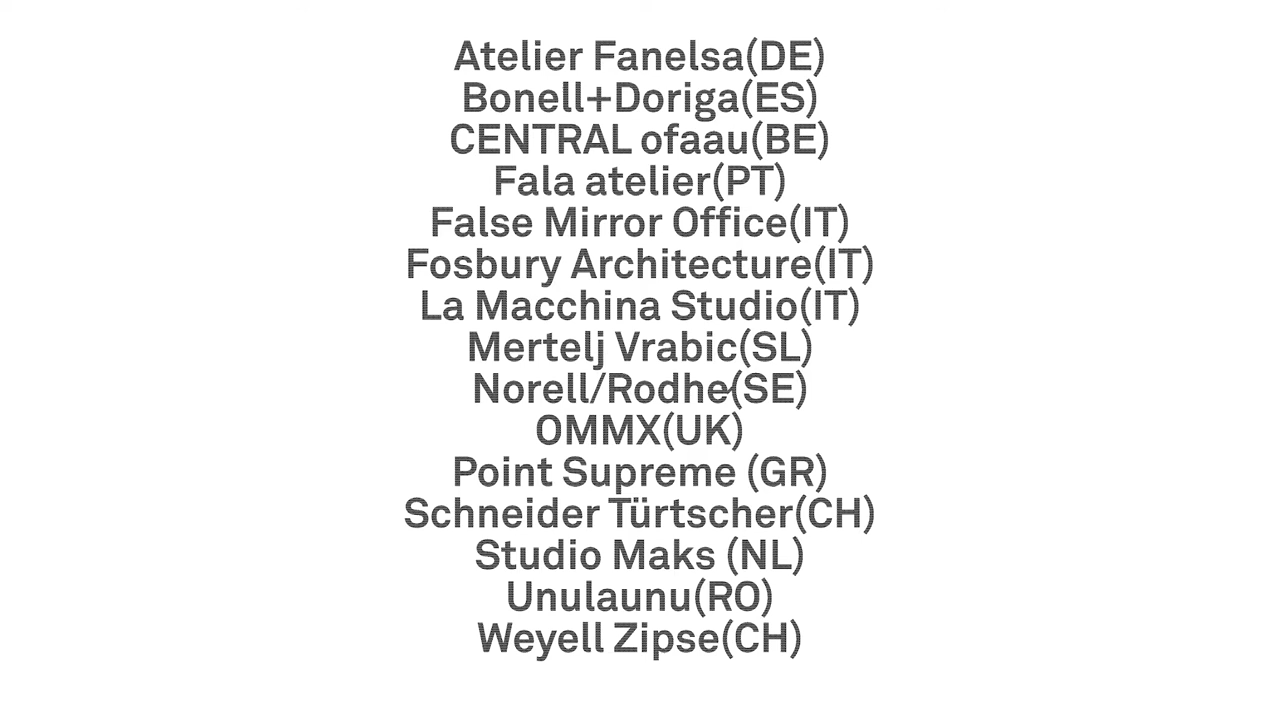 Atelier Fanelsa(DE)
Bonell+Doriga(ES)
CENTRAL ofaau(BE)
Fala atelier(PT)
False Mirror Office(IT)
Fosbury Architecture(IT)
La Macchina Studio(IT)
Mertelj Vrabic(SL)
Norell/Rodhe(SE)
OMMX(UK)
Point Supreme (GR)
Schneider Türtscher(CH)
Studio Maks (NL)
Unulaunu(RO)
Weyell Zipse(CH)